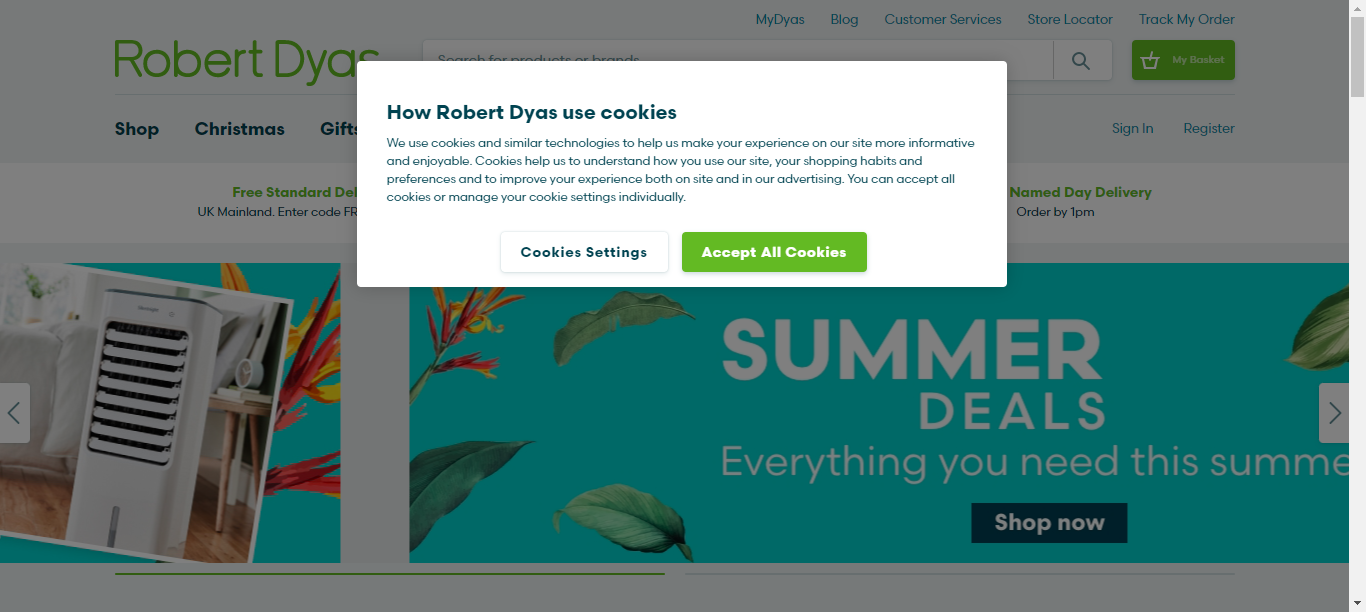 MyDyas Blog Customer Services Store Locator Track My Order
Robert Dyas
Search for products or brands
My Basket
Shop Christmas Gifts
Sign In Register
How Robert Dyas use cookies
We use cookies and similar technologies to help us make your experience on our site more informative
and enjoyable. Cookies help us to understand how you use our site, your shopping habits and
preferences and to improve your experience both on site and in our advertising. You can accept all
cookies or manage your cookie settings individually.
Cookies Settings Accept All Cookies
Free Standard Del
UK Mainland. Enter code FR
Named Day Delivery
Order by 1pm
SUMMER
DEALS
Everything you need this summe
Shop now